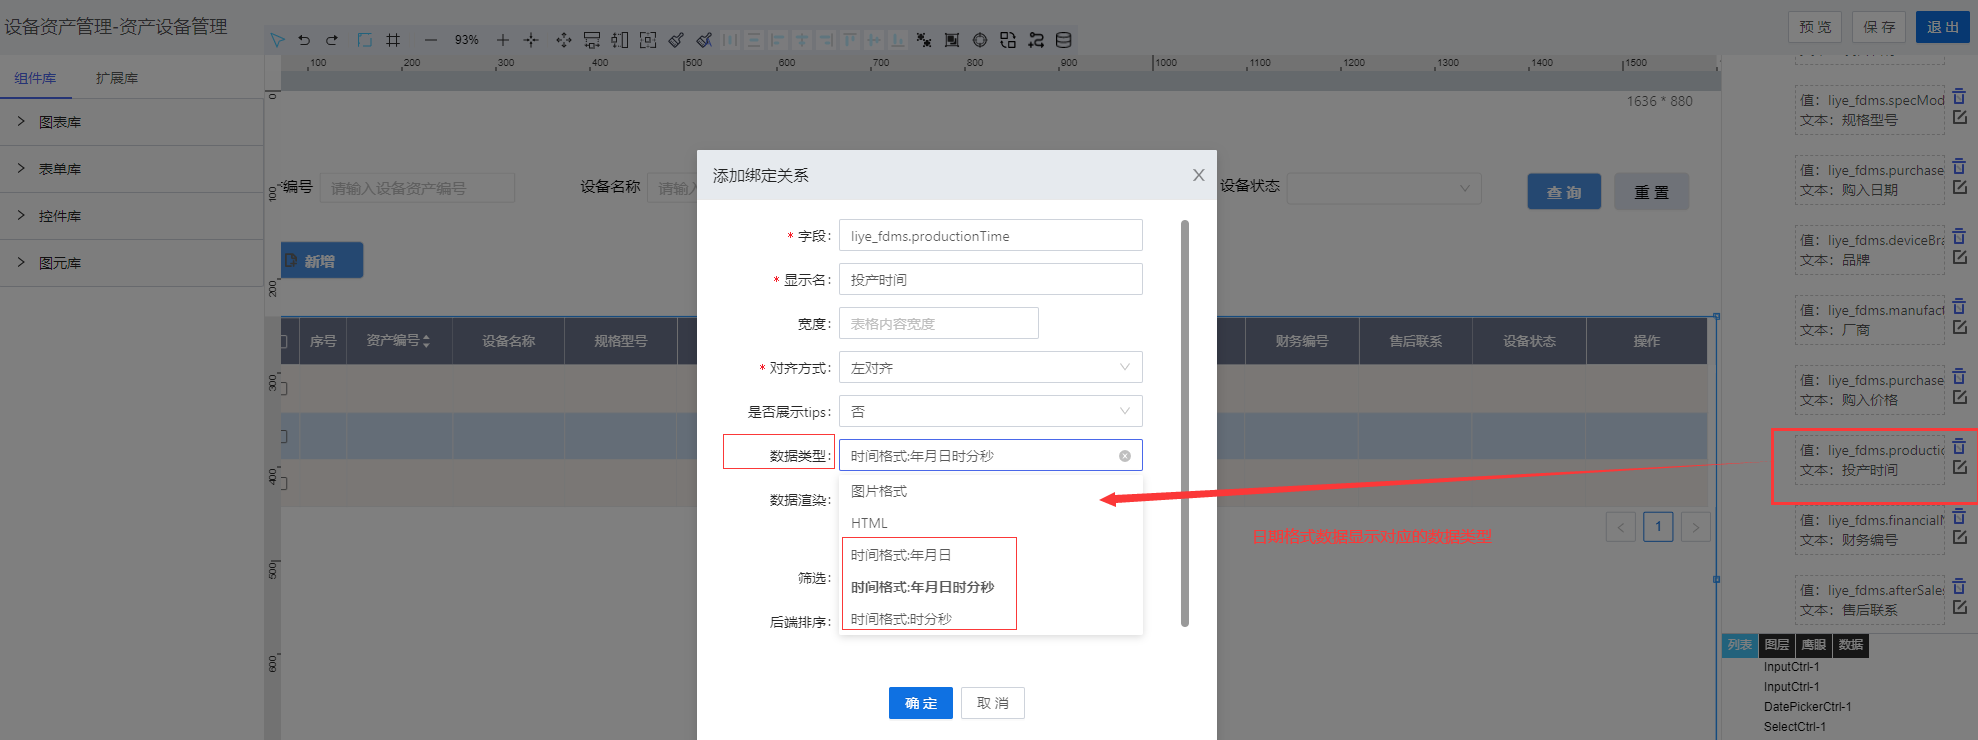 设备资产管理-资产设备管理
93%
预 览
保 存
退 出
组件库
扩展库
图表库
表单库
控件库
图元库
100
200
300
400
500
600
700
800
900
1000
1100
1200
1300
1400
1500
0
100
200
300
400
500
600
1636 * 880
编号
请输入设备资产编号
设备名称
请输入
设备状态
查 询
重 置
新增
序号
资产编号
设备名称
规格型号
财务编号
售后联系
设备状态
操作
1
添加绑定关系
* 字段:
liye_fdms.productionTime
* 显示名:
投产时间
宽度:
表格内容宽度
* 对齐方式:
左对齐
是否展示tips:
否
数据类型:
时间格式:年月日时分秒
数据渲染:
图片格式
HTML
时间格式:年月日
时间格式:年月日时分秒
时间格式:时分秒
筛选:
后端排序:
确 定
取 消
日期格式数据显示对应的数据类型
值: liye_fdms.specMod
文本: 规格型号
值: liye_fdms.purchase
文本: 购入日期
值: liye_fdms.deviceBra
文本: 品牌
值: liye_fdms.manufact
文本: 厂商
值: liye_fdms.purchase
文本: 购入价格
值: liye_fdms.productio
文本: 投产时间
值: liye_fdms.financialN
文本: 财务编号
值: liye_fdms.afterSales
文本: 售后联系
列表
图层
鹰眼
数据
InputCtrl-1
InputCtrl-1
DatePickerCtrl-1
SelectCtrl-1